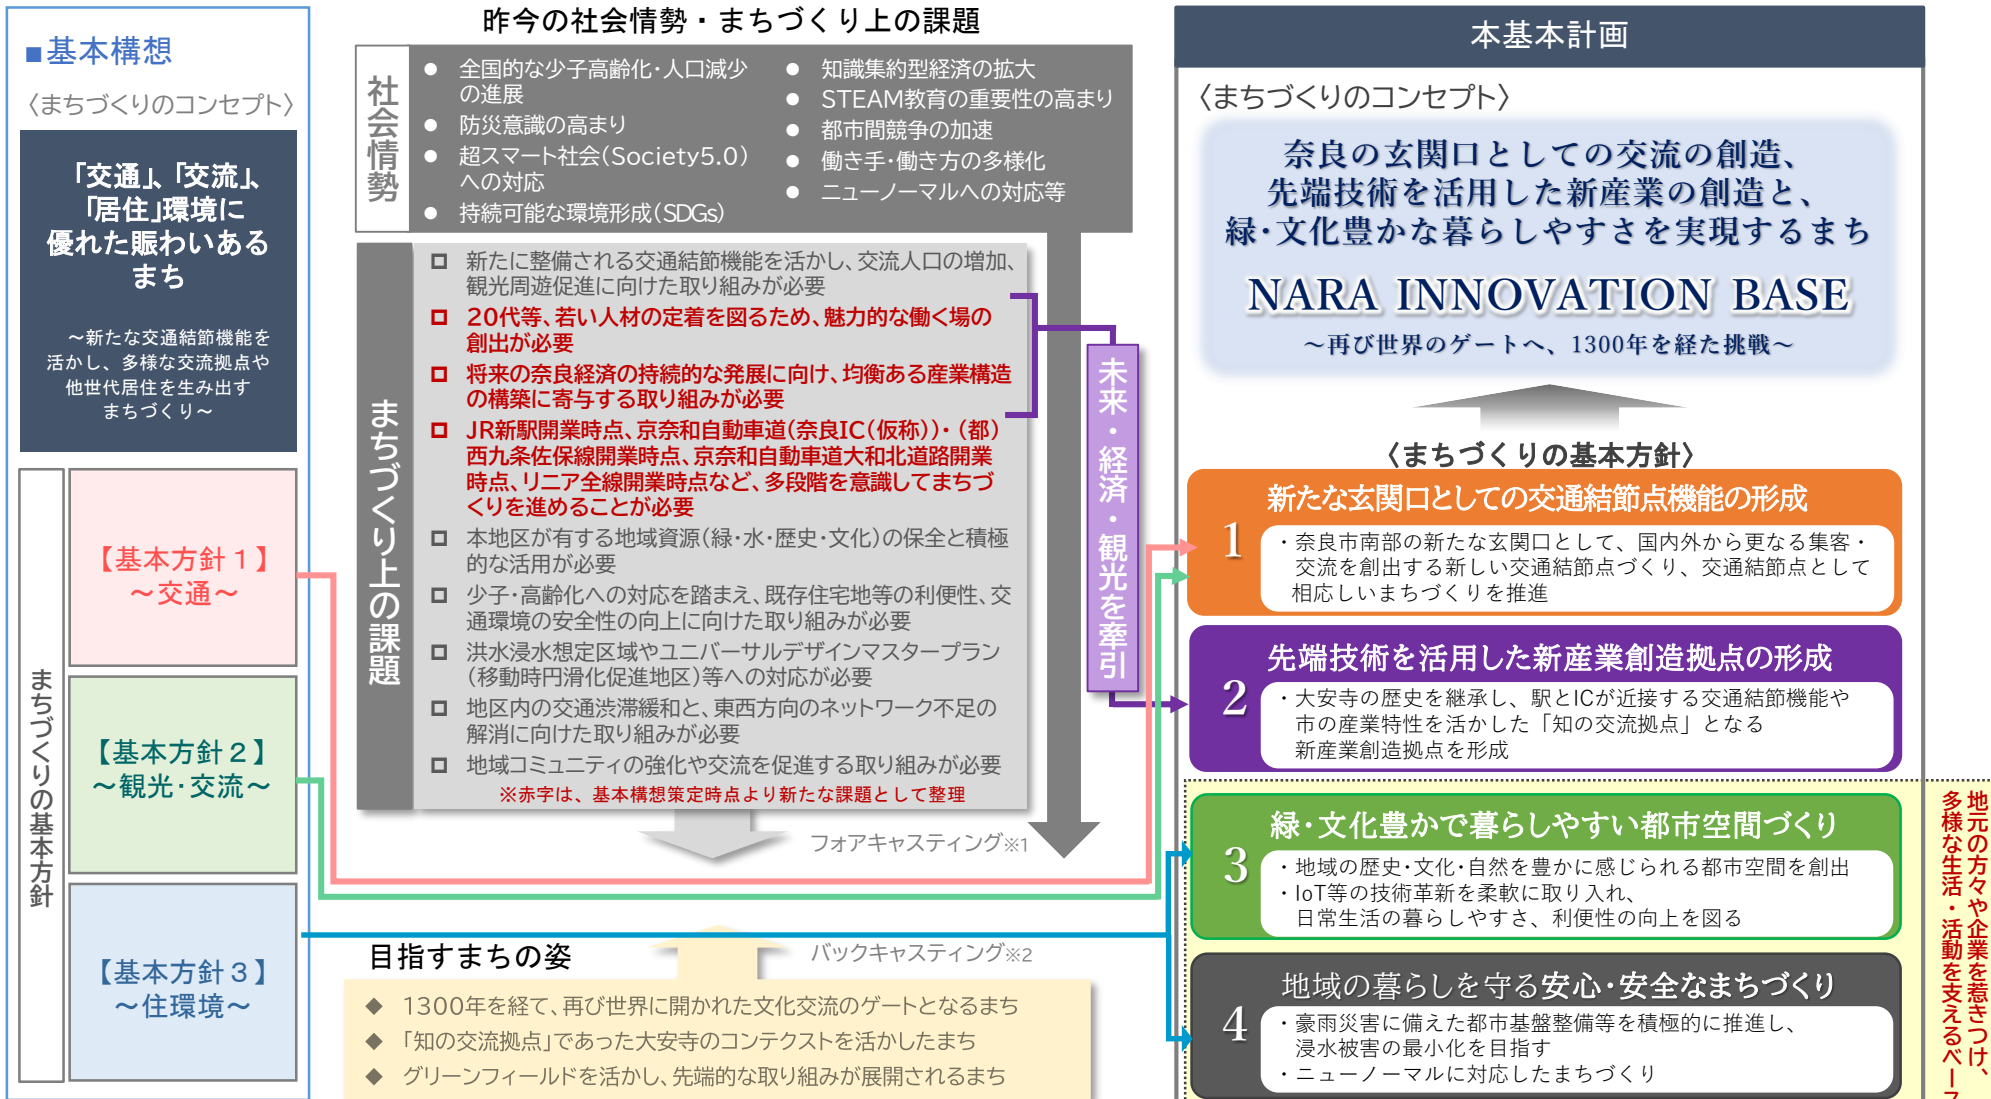 ■基本構想
〈まちづくりのコンセプト〉
「交通」、「交流」、
「居住」環境に
優れた賑わいある
まち
～新たな交通結節機能を
活かし、多様な交流拠点や
他世代居住を生み出す
まちづくり～
まちづくりの基本方針
【基本方針１】
～交通～
【基本方針２】
～観光・交流～
【基本方針３】
～住環境～
昨今の社会情勢・まちづくり上の課題
社会情勢
● 全国的な少子高齢化・人口減少
の進展
● 防災意識の高まり
● 超スマート社会（Society5.0）
への対応
● 持続可能な環境形成（SDGs）
● 知識集約型経済の拡大
● STEAM教育の重要性の高まり
● 都市間競争の加速
● 働き手・働き方の多様化
● ニューノーマルへの対応等
まちづくり上の課題
□ 新たに整備される交通結節機能を活かし、交流人口の増加、
観光周遊促進に向けた取り組みが必要
□ 20代等、若い人材の定着を図るため、魅力的な働く場の
創出が必要
□ 将来の奈良経済の持続的な発展に向け、均衡ある産業構造
の構築に寄与する取り組みが必要
□ JR新駅開業時点、京奈和自動車道（奈良IC（仮称））・（都）
西九条佐保線開業時点、京奈和自動車道大和北道路開業
時点、リニア全線開業時点など、多段階を意識してまちづ
くりを進めることが必要
□ 本地区が有する地域資源（緑・水・歴史・文化）の保全と積極
的な活用が必要
□ 少子・高齢化への対応を踏まえ、既存住宅地等の利便性、交
通環境の安全性の向上に向けた取り組みが必要
□ 洪水浸水想定区域やユニバーサルデザインマスタープラン
（移動時円滑化促進地区）等への対応が必要
□ 地区内の交通渋滞緩和と、東西方向のネットワーク不足の
解消に向けた取り組みが必要
□ 地域コミュニティの強化や交流を促進する取り組みが必要
※赤字は、基本構想策定時点より新たな課題として整理
未来・経済・観光を牽引
フォアキャスティング※1
バックキャスティング※2
目指すまちの姿
◆ 1300年を経て、再び世界に開かれた文化交流のゲートとなるまち
◆ 「知の交流拠点」であった大安寺のコンテクストを活かしたまち
◆ グリーンフィールドを活かし、先端的な取り組みが展開されるまち
本基本計画
〈まちづくりのコンセプト〉
奈良の玄関口としての交流の創造、
先端技術を活用した新産業の創造と、
緑・文化豊かな暮らしやすさを実現するまち
NARA INNOVATION BASE
～再び世界のゲートへ、1300年を経た挑戦～
〈まちづくりの基本方針〉
新たな玄関口としての交通結節点機能の形成
1
・奈良市南部の新たな玄関口として、国内外から更なる集客・
交流を創出する新しい交通結節点づくり、交通結節点として
相応しいまちづくりを推進
先端技術を活用した新産業創造拠点の形成
2
・大安寺の歴史を継承し、駅とICが近接する交通結節機能や
市の産業特性を活かした「知の交流拠点」となる
新産業創造拠点を形成
緑・文化豊かで暮らしやすい都市空間づくり
3
・地域の歴史・文化・自然を豊かに感じられる都市空間を創出
・IoT等の技術革新を柔軟に取り入れ、
日常生活の暮らしやすさ、利便性の向上を図る
地域の暮らしを守る安心・安全なまちづくり
4
・豪雨災害に備えた都市基盤整備等を積極的に推進し、
浸水被害の最小化を目指す
・ニューノーマルに対応したまちづくり
地元の方々や企業を惹きつけ、
多様な生活・活動を支えるベース